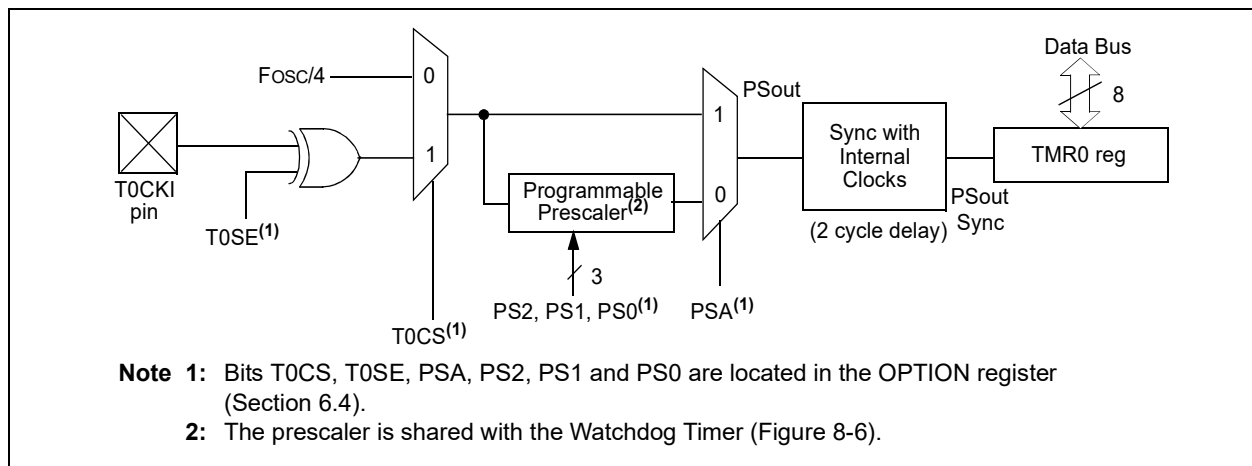 Data Bus
FOSC/4
0
PSout
8
1
T0CKI
pin
1
Sync with
Internal
Clocks
TMR0 reg
Programmable
Prescaler(2)
0
T0SE(1)
(2 cycle delay)
PSout
Sync
3
PS2, PS1, PS0(1)
PSA(1)
T0CS(1)
Note 1: Bits T0CS, T0SE, PSA, PS2, PS1 and PS0 are located in the OPTION register
(Section 6.4).
2: The prescaler is shared with the Watchdog Timer (Figure 8-6).